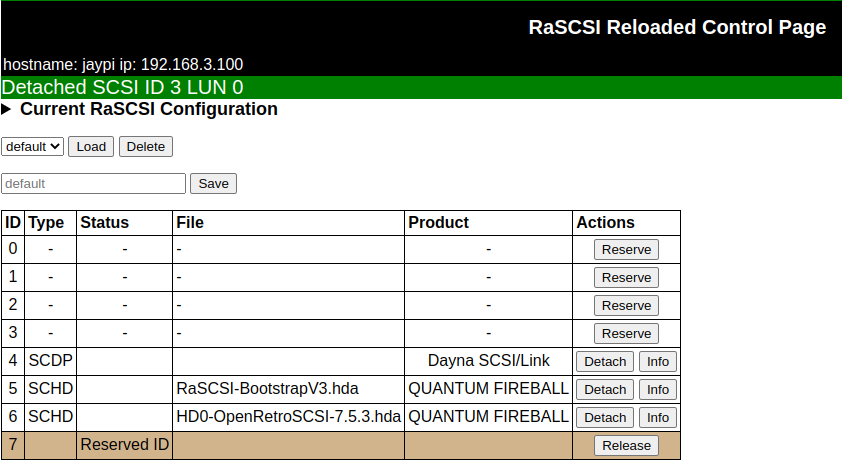 RaSCSI Reloaded Control Page
hostname: jaypi ip: 192.168.3.100
Detached SCSI ID 3 LUN 0
Current RaSCSI Configuration
default Load Delete
default Save
ID Type Status File Product Actions
0 - - - - Reserve
1 - - - - Reserve
2 - - - - Reserve
3 - - - - Reserve
4 SCDP Dayna SCSI/Link Detach Info
5 SCHD RaSCSI-BootstrapV3.hda QUANTUM FIREBALL Detach Info
6 SCHD HD0-OpenRetroSCSI-7.5.3.hda QUANTUM FIREBALL Detach Info
7 Reserved ID Release